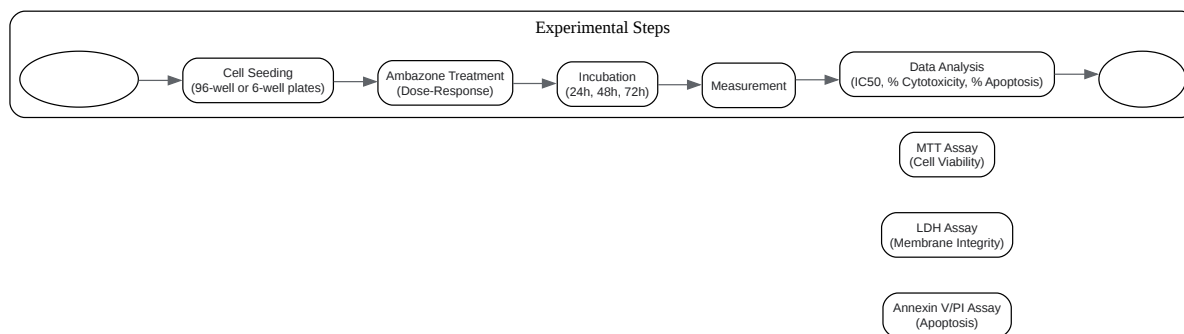 Experimental Steps
Cell Seeding
(96-well or 6-well plates)
Ambazone Treatment
(Dose-Response)
Incubation
(24h, 48h, 72h)
Measurement
Data Analysis
(IC50, % Cytotoxicity, % Apoptosis)
MTT Assay
(Cell Viability)
LDH Assay
(Membrane Integrity)
Annexin V/PI Assay
(Apoptosis)